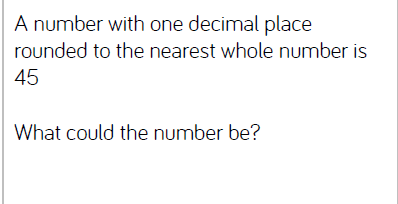 A number with one decimal place
rounded to the nearest whole number is
45
What could the number be?